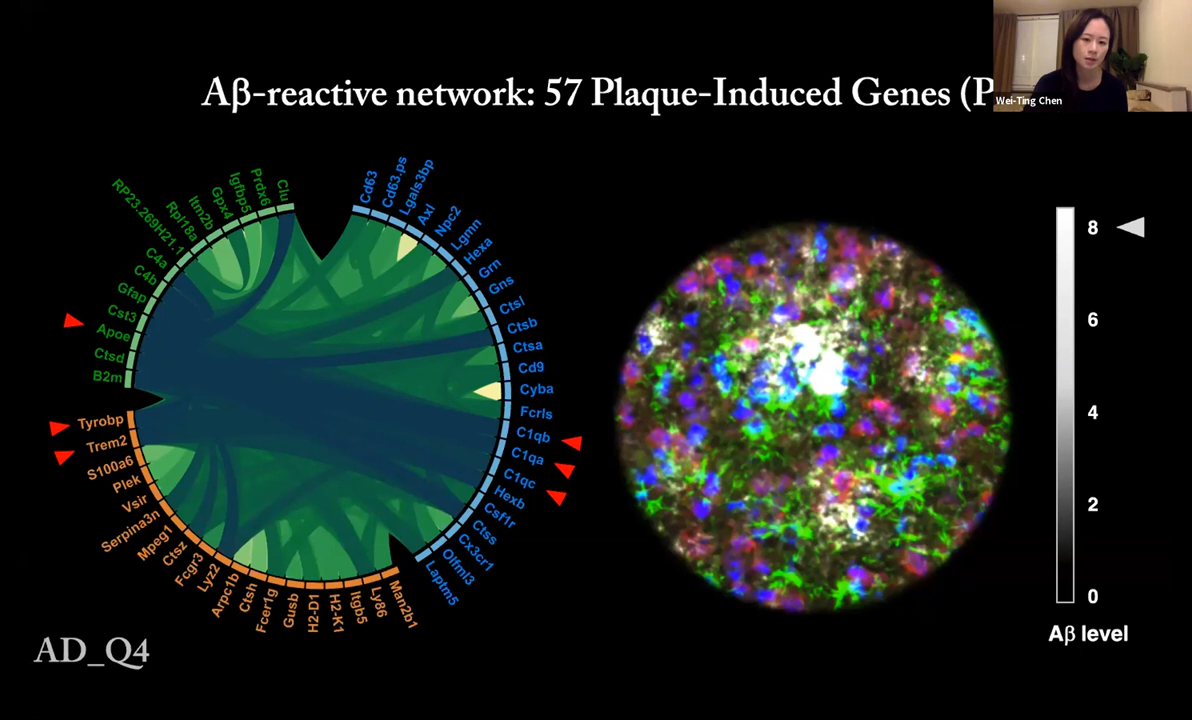 Aβ-reactive network: 57 Plaque-Induced Genes (P
Wei-Ting Chen
Clu
Prdx6
Igfbp5
Gpx4
Itm2b
Rpl18a
RP23.269H21.1
C4a
C4b
Gfap
Cst3
Apoe
Ctsd
B2m
Cd63
Cd63.ps
Lgals3bp
Axl
Npc2
Lgmn
Hexa
Grn
Gns
Ctsl
Ctsb
Ctsa
Cd9
Cyba
Fcrls
C1qb
C1qa
C1qc
Hexb
Csf1r
Ctss
Cx3cr1
Olfml3
Laptm5
Tyrobp
Trem2
S100a6
Plek
Vsir
Serpina3n
Mpeg1
Ctsz
Fcgr3
Lyz2
Arpc1b
Ctsh
Fcer1g
Gusb
H2-D1
H2-K1
Itgb5
Ly86
Man2b1
8
6
4
2
0
Aβ level
AD_Q4